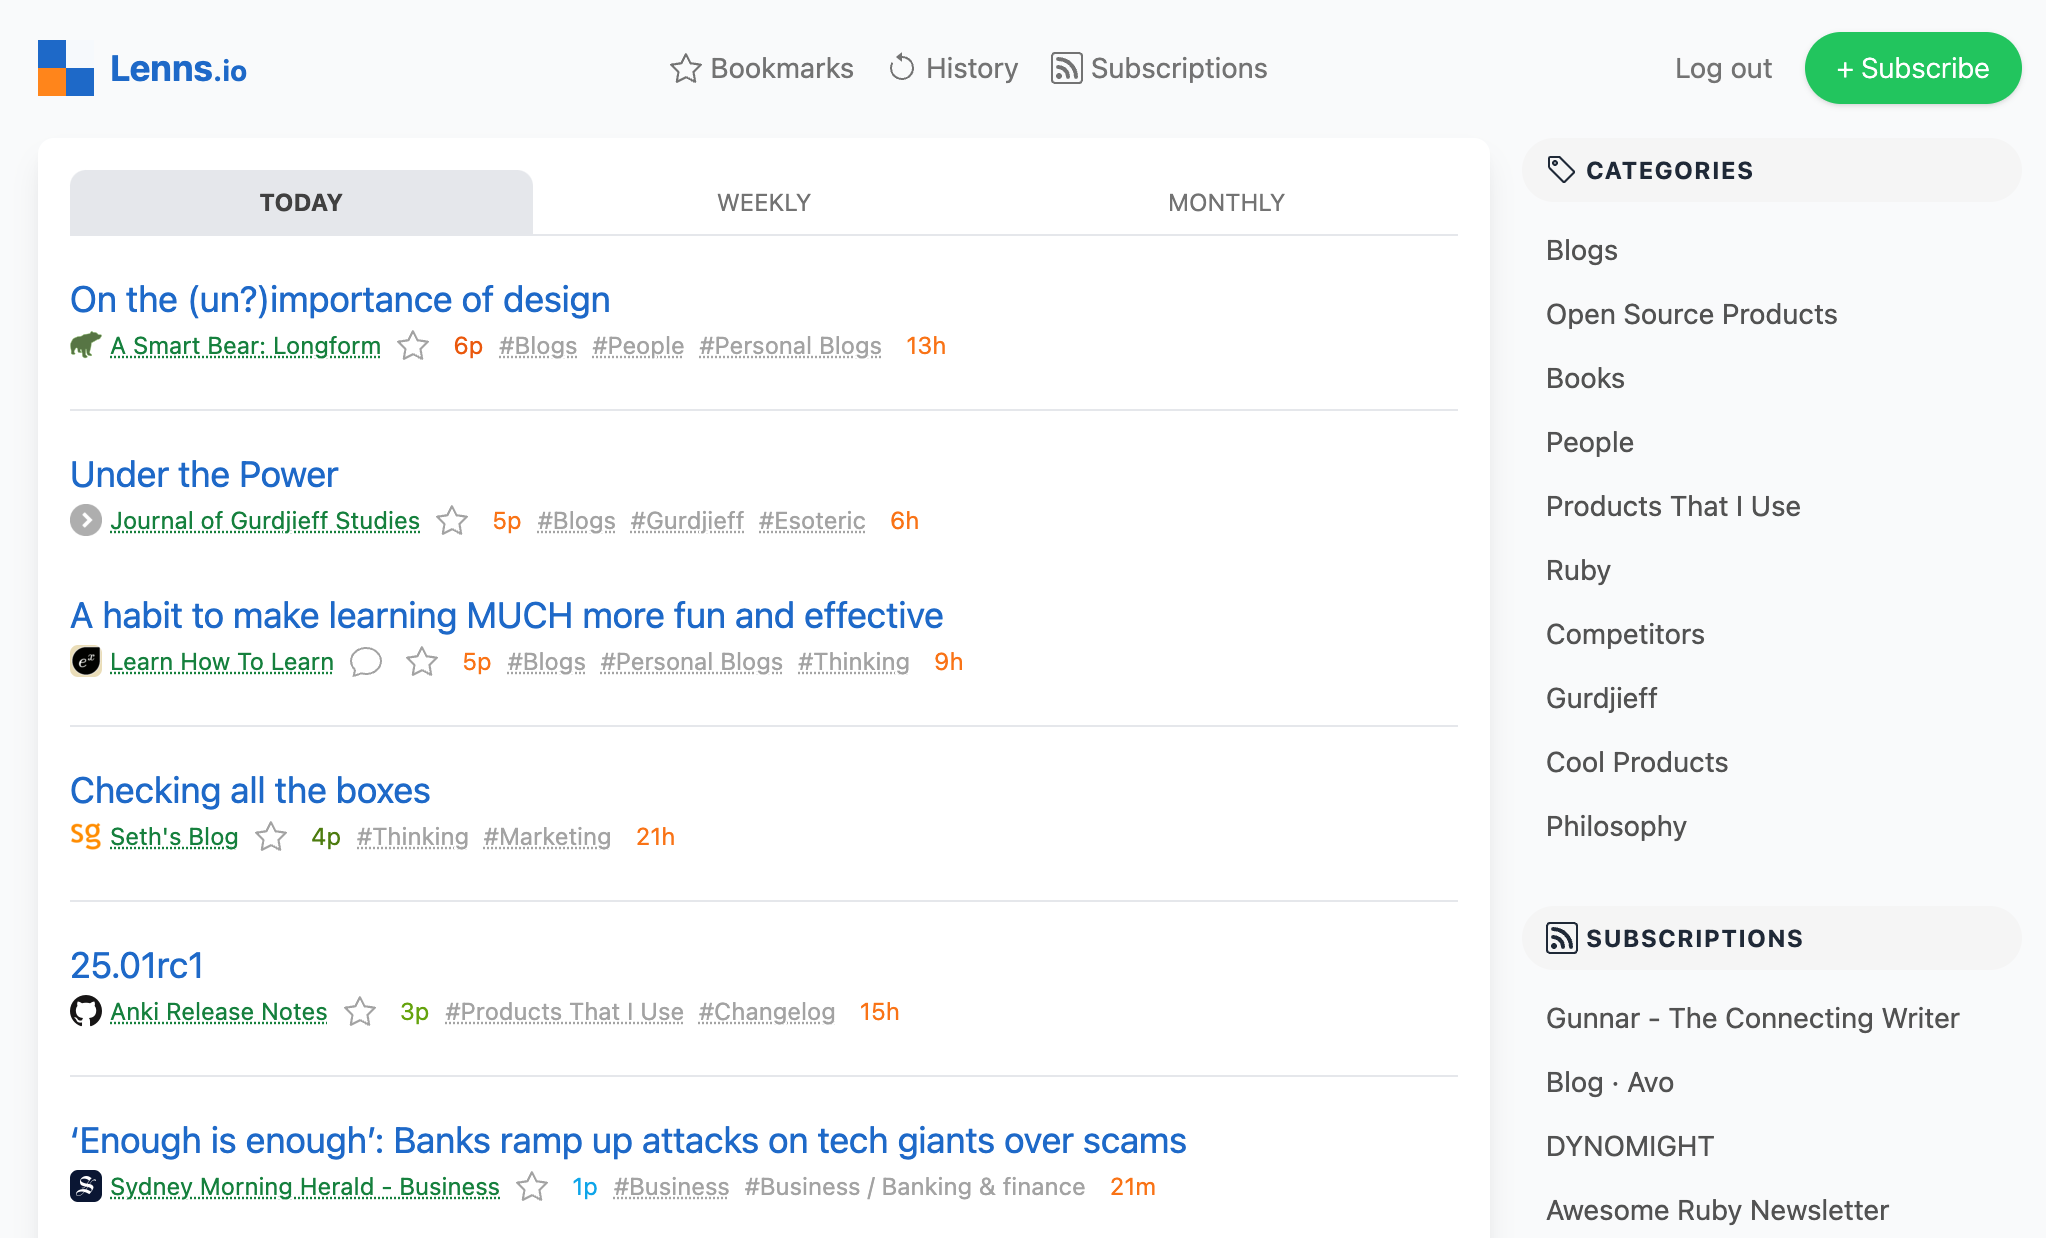 Lenns.io
Bookmarks History Subscriptions
Log out + Subscribe
TODAY WEEKLY MONTHLY
On the (un?)importance of design
A Smart Bear: Longform 6p #Blogs #People #Personal Blogs 13h
Under the Power
Journal of Gurdjieff Studies 5p #Blogs #Gurdjieff #Esoteric 6h
A habit to make learning MUCH more fun and effective
eˣ Learn How To Learn 5p #Blogs #Personal Blogs #Thinking 9h
Checking all the boxes
sg Seth's Blog 4p #Thinking #Marketing 21h
25.01rc1
Anki Release Notes 3p #Products That I Use #Changelog 15h
‘Enough is enough’: Banks ramp up attacks on tech giants over scams
S Sydney Morning Herald - Business 1p #Business #Business / Banking & finance 21m
CATEGORIES
Blogs
Open Source Products
Books
People
Products That I Use
Ruby
Competitors
Gurdjieff
Cool Products
Philosophy
SUBSCRIPTIONS
Gunnar - The Connecting Writer
Blog · Avo
DYNOMIGHT
Awesome Ruby Newsletter